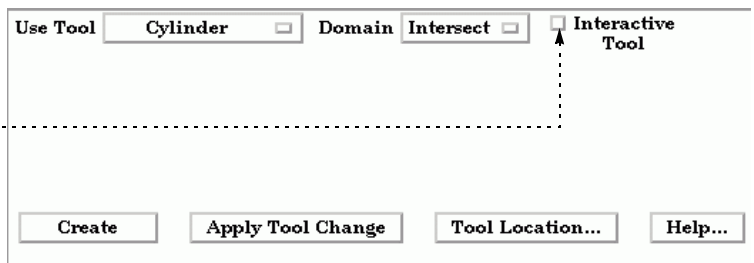 Use Tool Cylinder Domain Intersect Interactive
Tool
Create Apply Tool Change Tool Location... Help...